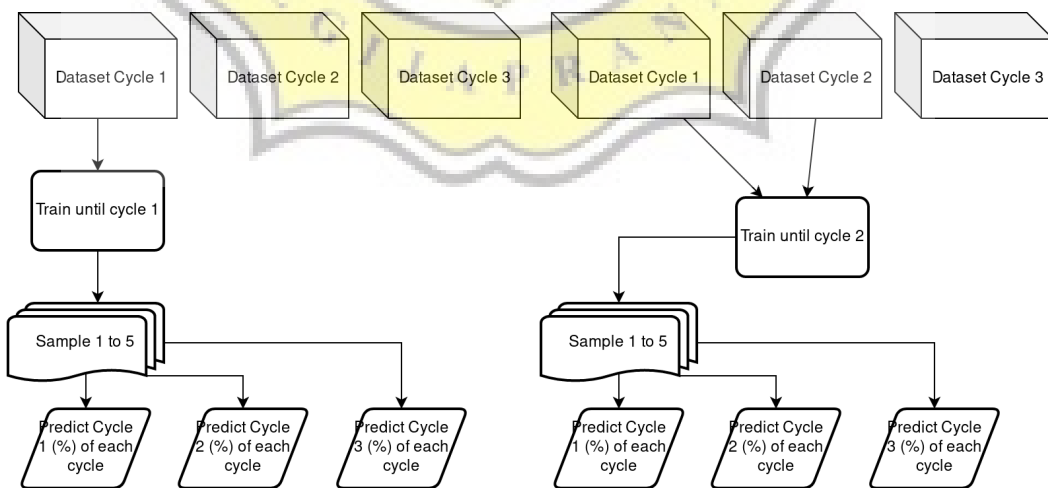 Dataset Cycle 1
Dataset Cycle 2
Dataset Cycle 3
Dataset Cycle 1
Dataset Cycle 2
Dataset Cycle 3
Train until cycle 1
Train until cycle 2
Sample 1 to 5
Sample 1 to 5
Predict Cycle
1 (%) of each
cycle
Predict Cycle
2 (%) of each
cycle
Predict Cycle
3 (%) of each
cycle
Predict Cycle
1 (%) of each
cycle
Predict Cycle
2 (%) of each
cycle
Predict Cycle
3 (%) of each
cycle